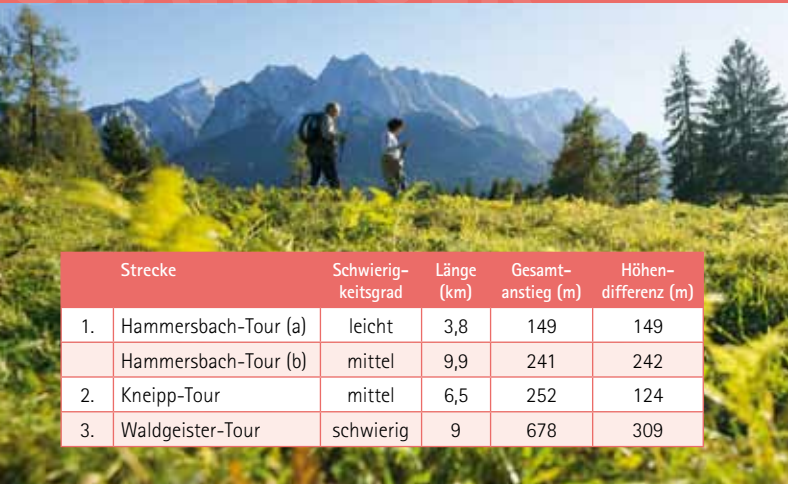 Strecke Schwierig- Länge Gesamt- Höhen-
keitsgrad (km) anstieg (m) differenz (m)
1. Hammersbach-Tour (a) leicht 3,8 149 149
Hammersbach-Tour (b) mittel 9,9 241 242
2. Kneipp-Tour mittel 6,5 252 124
3. Waldgeister-Tour schwierig 9 678 309